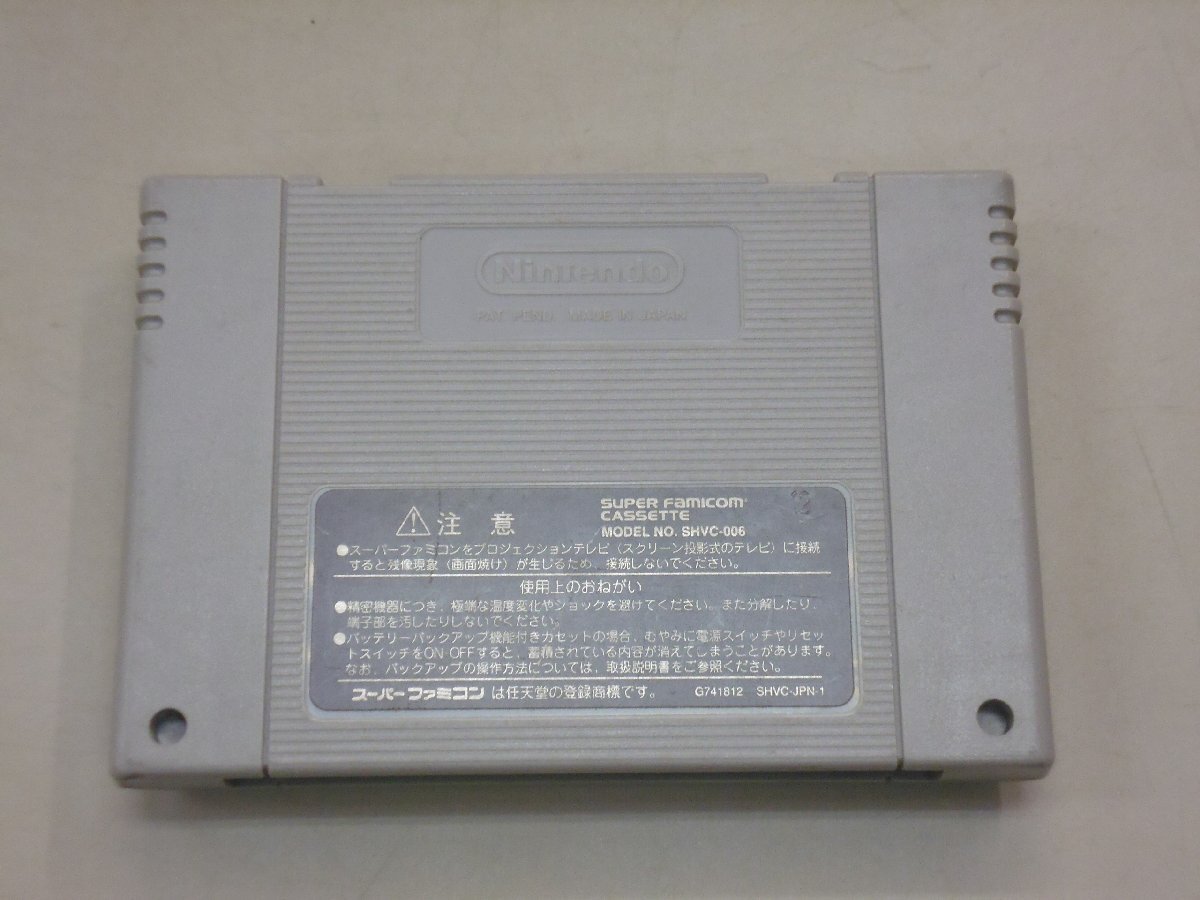 Nintendo
PAT. PEND. MADE IN JAPAN
⚠注意
SUPER FAMICOM
CASSETTE
MODEL NO. SHVC-006
●スーパーファミコンをプロジェクションテレビ(スクリーン投影式のテレビ)に接続
すると残像現象(画面焼け)が生じるため、接続しないでください。
使用上のおねがい
●精密機器につき、極端な温度変化やショックを避けてください。また分解したり、
端子部を汚したりしないでください。
●バッテリーバックアップ機能付きカセットの場合、むやみに電源スイッチやリセッ
トスイッチをON・OFFすると、蓄積されている内容が消えてしまうことがあります。
なお、バックアップの操作方法については、取扱説明書をご参照ください。
スーパーファミコンは任天堂の登録商標です。 G741812 SHVC-JPN-1